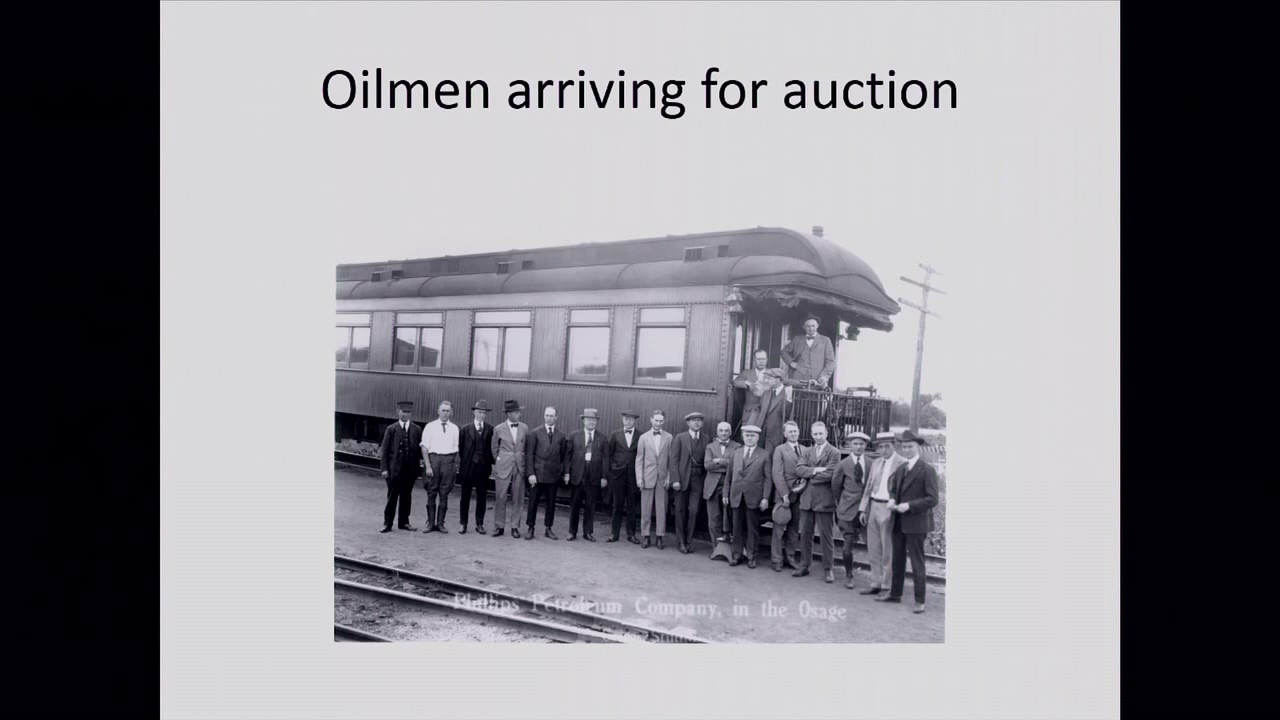 Oilmen arriving for auction
Phillips Petroleum Company, in the Osage